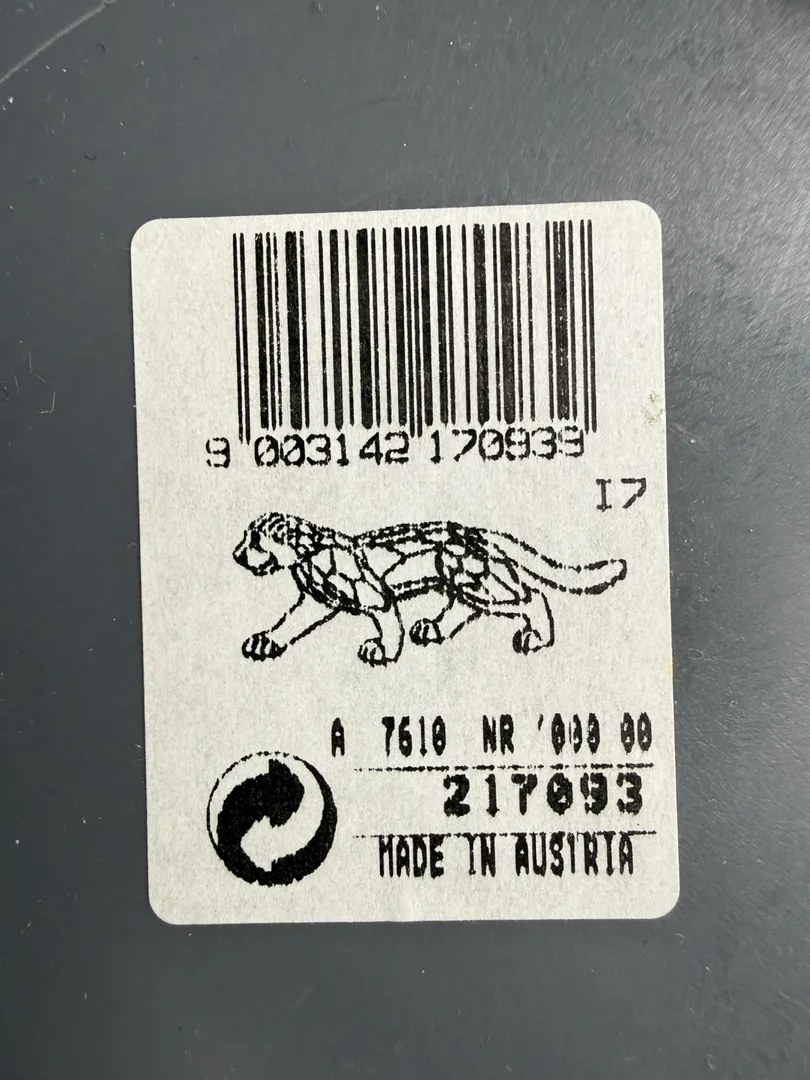 9 003142 170939
I7
A 7610 NR '000 00
217093
MADE IN AUSTRIA